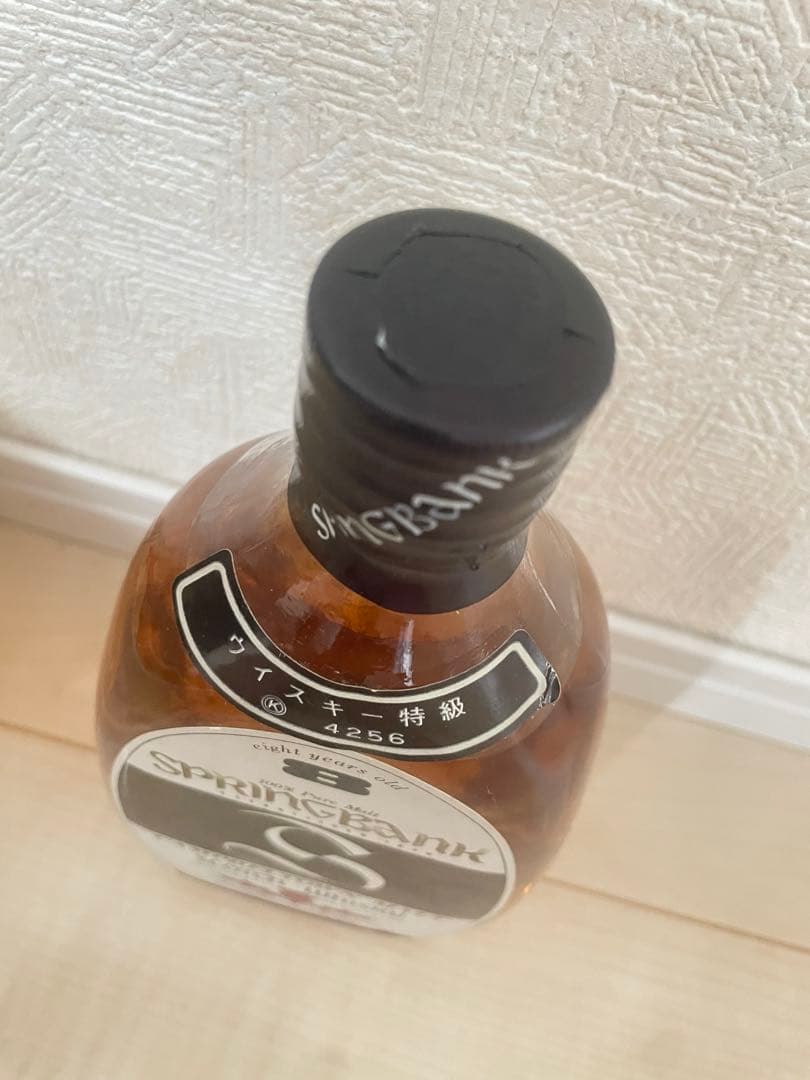 SPRINGBANK
ウイスキー特級
Ⓚ 4256
eight years old
8
100% Pure Malt
SPRINGBANK